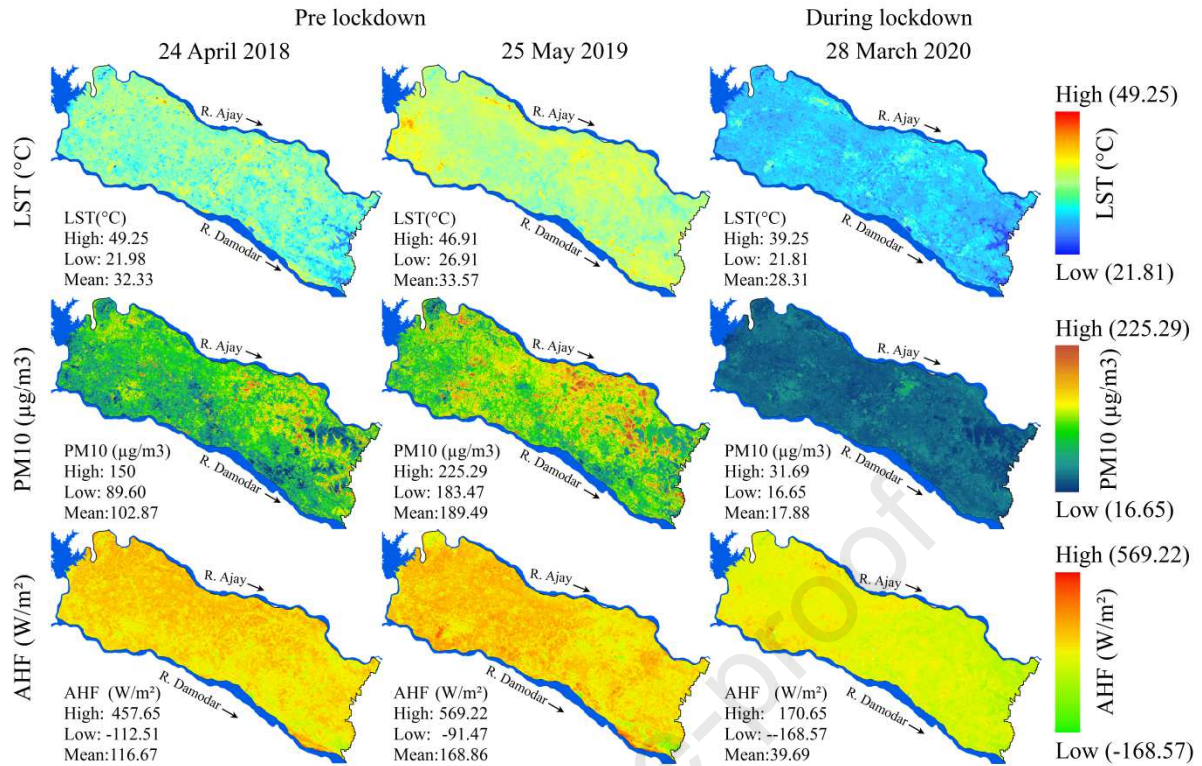 Pre lockdown
During lockdown
24 April 2018
25 May 2019
28 March 2020
LST (°C)
R. Ajay
R. Damodar
LST(°C)
High: 49.25
Low: 21.98
Mean: 32.33
R. Ajay
R. Damodar
LST(°C)
High: 46.91
Low: 26.91
Mean:33.57
R. Ajay
R. Damodar
LST(°C)
High: 39.25
Low: 21.81
Mean:28.31
High (49.25)
LST (°C)
Low (21.81)
PM10 (µg/m3)
R. Ajay
R. Damodar
PM10 (µg/m3)
High: 150
Low: 89.60
Mean:102.87
R. Ajay
R. Damodar
PM10 (µg/m3)
High: 225.29
Low: 183.47
Mean:189.49
R. Ajay
R. Damodar
PM10 (µg/m3)
High: 31.69
Low: 16.65
Mean:17.88
High (225.29)
PM10 (µg/m3)
Low (16.65)
AHF (W/m²)
R. Ajay
R. Damodar
AHF (W/m²)
High: 457.65
Low: -112.51
Mean:116.67
R. Ajay
R. Damodar
AHF (W/m²)
High: 569.22
Low: -91.47
Mean:168.86
R. Ajay
R. Damodar
AHF (W/m²)
High: 170.65
Low: --168.57
Mean:39.69
High (569.22)
AHF (W/m²)
Low (-168.57)
e-proof